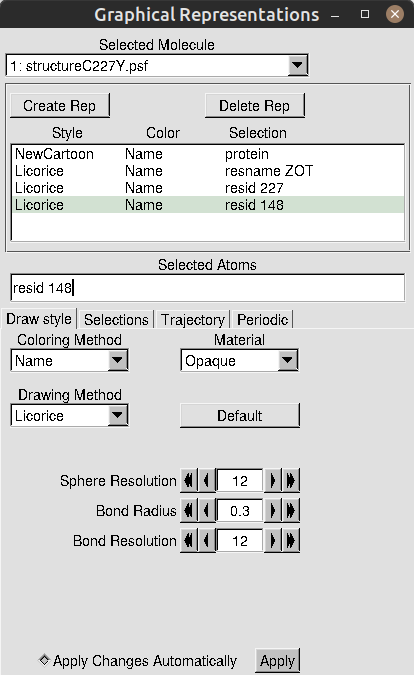 Graphical Representations
Selected Molecule
1: structureC227Y.psf
Create Rep Delete Rep
Style Color Selection
NewCartoon Name protein
Licorice Name resname ZOT
Licorice Name resid 227
Licorice Name resid 148
Selected Atoms
resid 148
Draw style Selections Trajectory Periodic
Coloring Method Material
Name Opaque
Drawing Method
Licorice Default
Sphere Resolution 12
Bond Radius 0.3
Bond Resolution 12
Apply Changes Automatically Apply